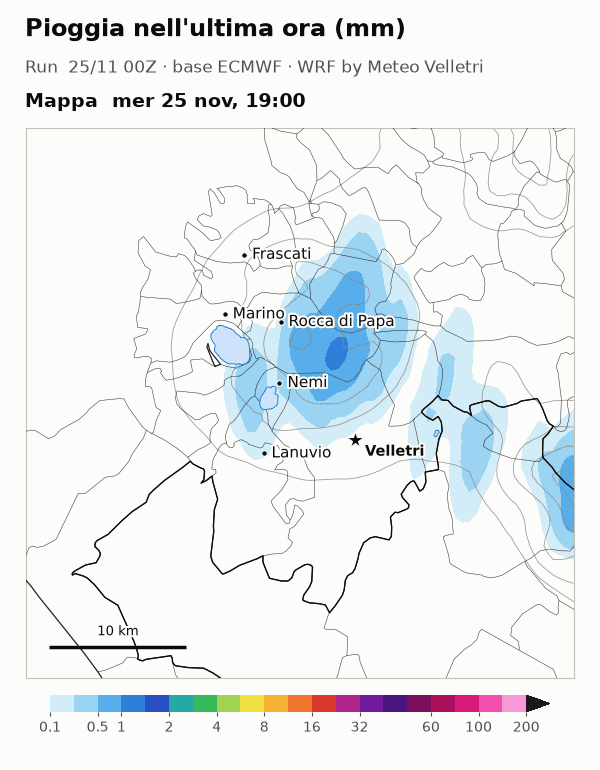 Pioggia nell'ultima ora (mm)
Run  25/11 00Z · base ECMWF · WRF by Meteo Velletri
Mappa  mer 25 nov, 19:00
Frascati
Marino
Rocca di Papa
Nemi
Velletri
Lanuvio
10 km
0.1 0.5 1 2 4 8 16 32 60 100 200